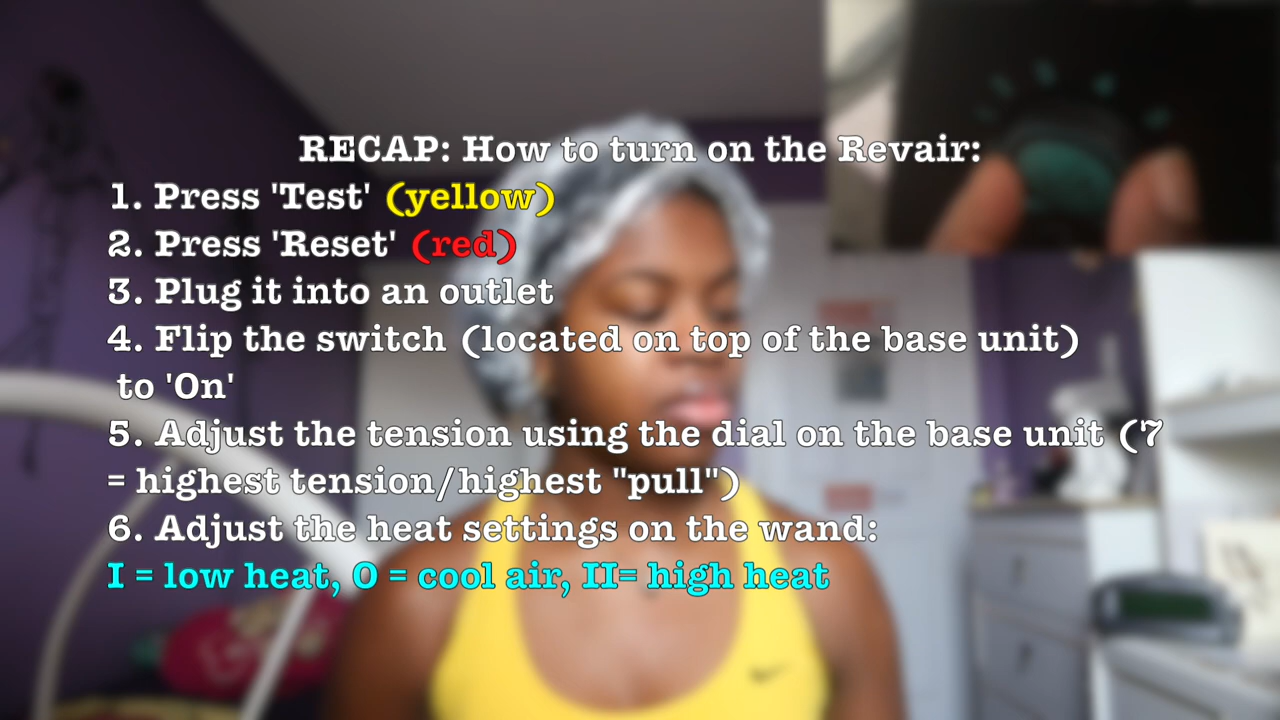 RECAP: How to turn on the Revair:
1. Press 'Test' (yellow)
2. Press 'Reset' (red)
3. Plug it into an outlet
4. Flip the switch (located on top of the base unit)
to 'On'
5. Adjust the tension using the dial on the base unit (7
= highest tension/highest "pull")
6. Adjust the heat settings on the wand:
I = low heat, O = cool air, II= high heat